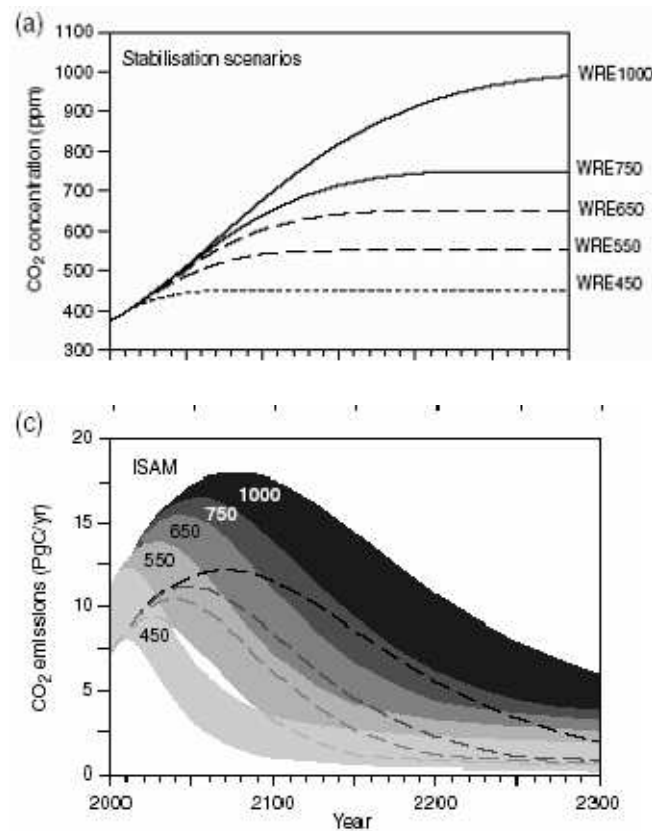 (a)
1100
1000
900
800
700
600
500
400
300
CO2 concentration (ppm)
Stabilisation scenarios
WRE1000
WRE750
WRE650
WRE550
WRE450
(c)
20
15
10
5
0
CO2 emissions (PgC/yr)
ISAM
1000
750
650
550
450
2000
2100
2200
2300
Year